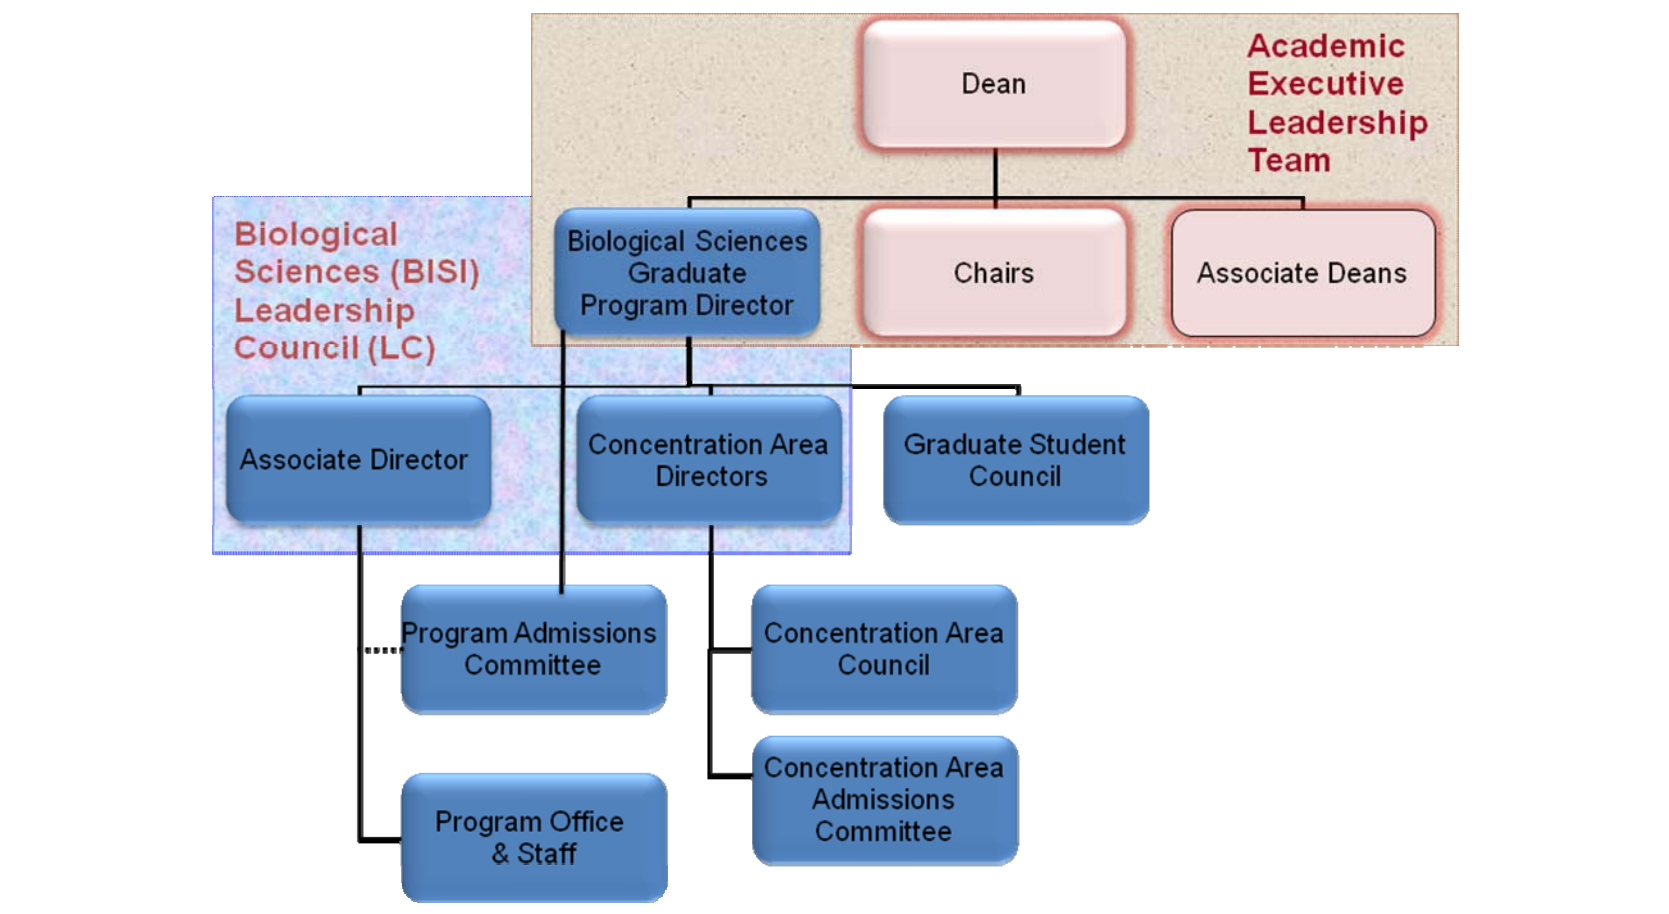 Dean
Academic
Executive
Leadership
Team
Biological
Sciences (BISI)
Leadership
Council (LC)
Biological Sciences
Graduate
Program Director
Chairs
Associate Deans
Associate Director
Concentration Area
Directors
Graduate Student
Council
Program Admissions
Committee
Concentration Area
Council
Program Office
& Staff
Concentration Area
Admissions
Committee